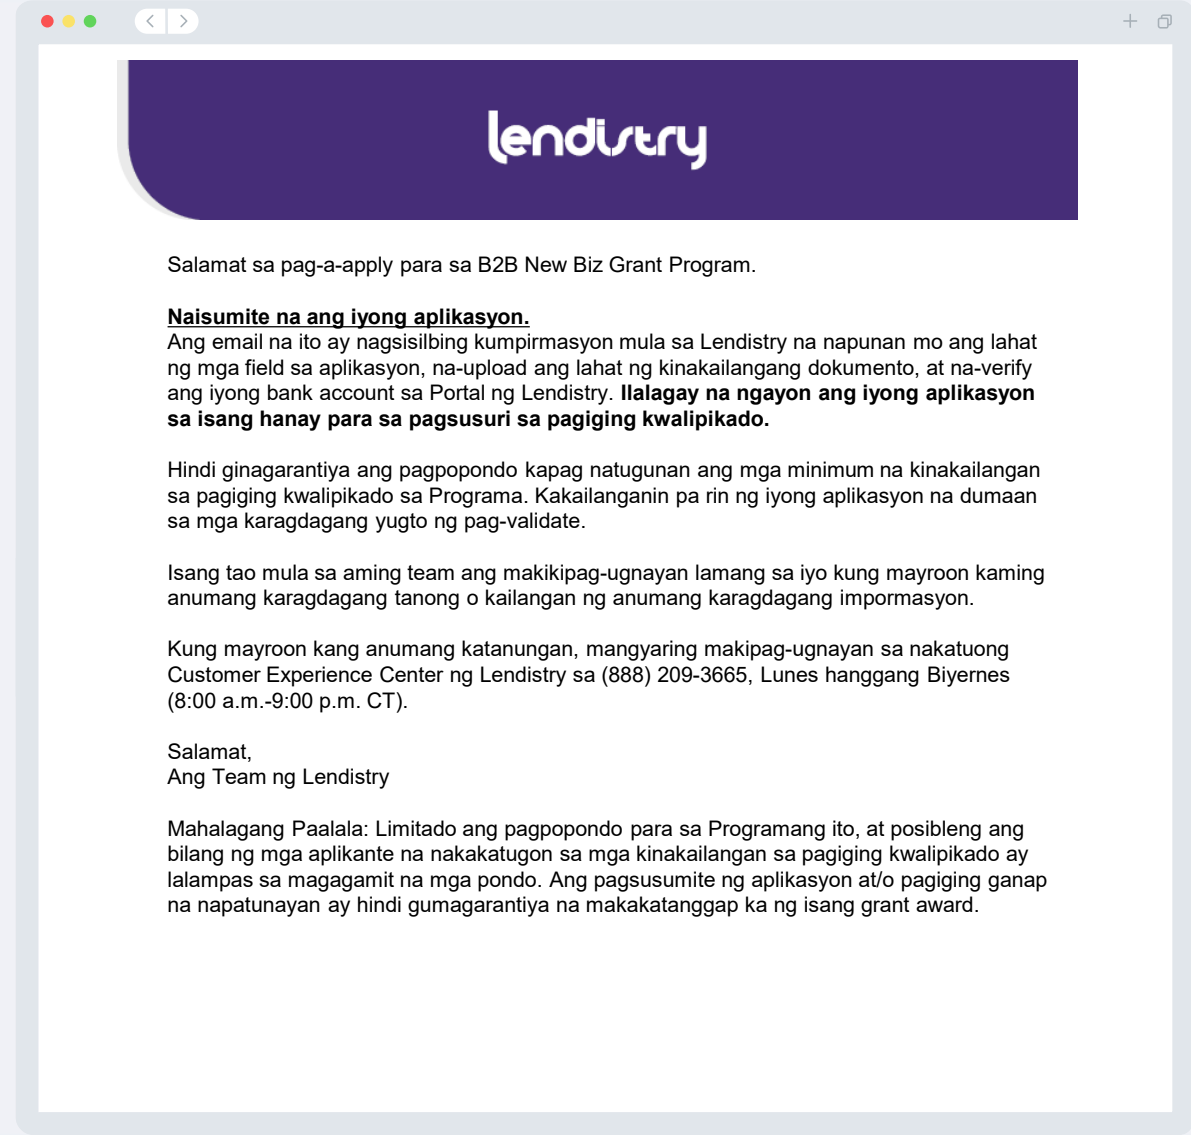 lendistry
Salamat sa pag-a-apply para sa B2B New Biz Grant Program.
Naisumite na ang iyong aplikasyon.
Ang email na ito ay nagsisilbing kumpirmasyon mula sa Lendistry na napunan mo ang lahat
ng mga field sa aplikasyon, na-upload ang lahat ng kinakailangang dokumento, at na-verify
ang iyong bank account sa Portal ng Lendistry. Ilalagay na ngayon ang iyong aplikasyon
sa isang hanay para sa pagsusuri sa pagiging kwalipikado.
Hindi ginagarantiya ang pagpopondo kapag natugunan ang mga minimum na kinakailangan
sa pagiging kwalipikado sa Programa. Kakailanganin pa rin ng iyong aplikasyon na dumaan
sa mga karagdagang yugto ng pag-validate.
Isang tao mula sa aming team ang makikipag-ugnayan lamang sa iyo kung mayroon kaming
anumang karagdagang tanong o kailangan ng anumang karagdagang impormasyon.
Kung mayroon kang anumang katanungan, mangyaring makipag-ugnayan sa nakatuong
Customer Experience Center ng Lendistry sa (888) 209-3665, Lunes hanggang Biyernes
(8:00 a.m.-9:00 p.m. CT).
Salamat,
Ang Team ng Lendistry
Mahalagang Paalala: Limitado ang pagpopondo para sa Programang ito, at posibleng ang
bilang ng mga aplikante na nakakatugon sa mga kinakailangan sa pagiging kwalipikado ay
lalampas sa magagamit na mga pondo. Ang pagsusumite ng aplikasyon at/o pagiging ganap
na napatunayan ay hindi gumagarantiya na makakatanggap ka ng isang grant award.